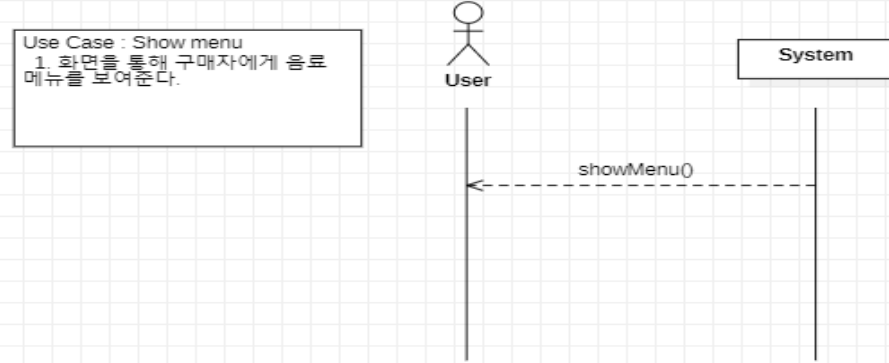 Use Case : Show menu
1. 화면을 통해 구매자에게 음료
메뉴를 보여준다.
User
System
showMenu()